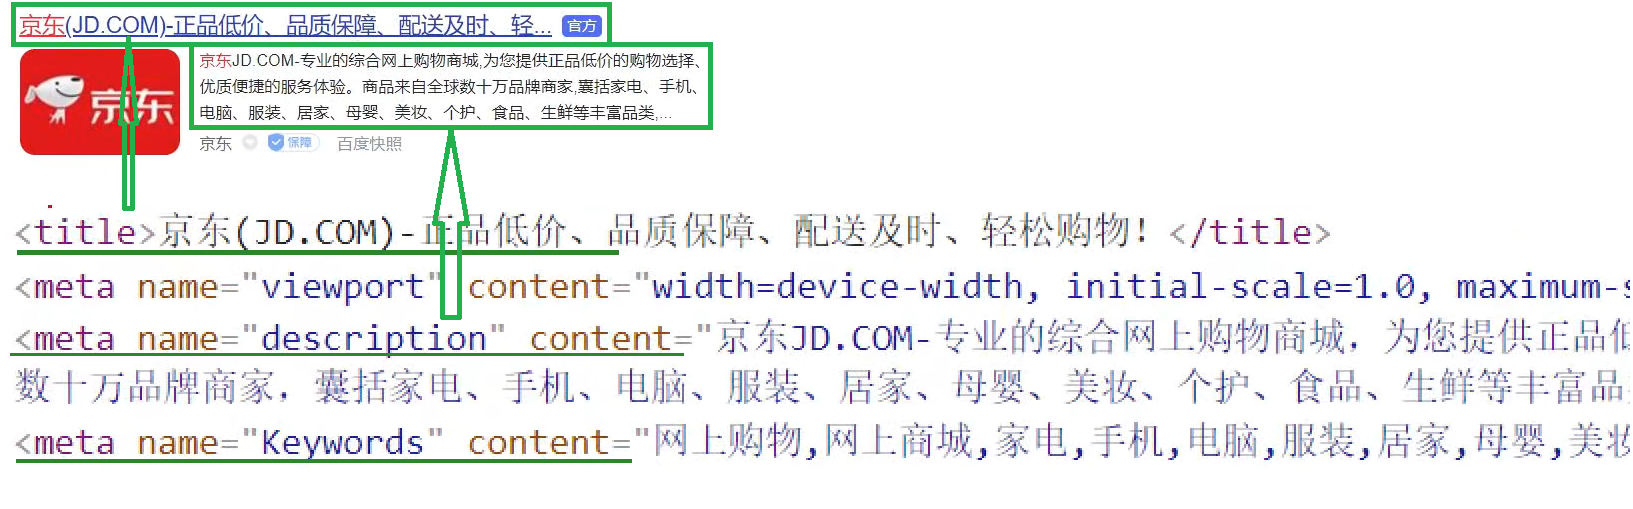 京东(JD.COM)-正品低价、品质保障、配送及时、轻... 官方
京东JD.COM-专业的综合网上购物商城,为您提供正品低价的购物选择、
优质便捷的服务体验。商品来自全球数十万品牌商家,囊括家电、手机、
电脑、服装、居家、母婴、美妆、个护、食品、生鲜等丰富品类,...
京东
京东 保障 百度快照
<title>京东(JD.COM)-正品低价、品质保障、配送及时、轻松购物！</title>
<meta name="viewport" content="width=device-width, initial-scale=1.0, maximum-s
<meta name="description" content="京东JD.COM-专业的综合网上购物商城，为您提供正品低
数十万品牌商家，囊括家电、手机、电脑、服装、居家、母婴、美妆、个护、食品、生鲜等丰富品
<meta name="Keywords" content="网上购物,网上商城,家电,手机,电脑,服装,居家,母婴,美妆